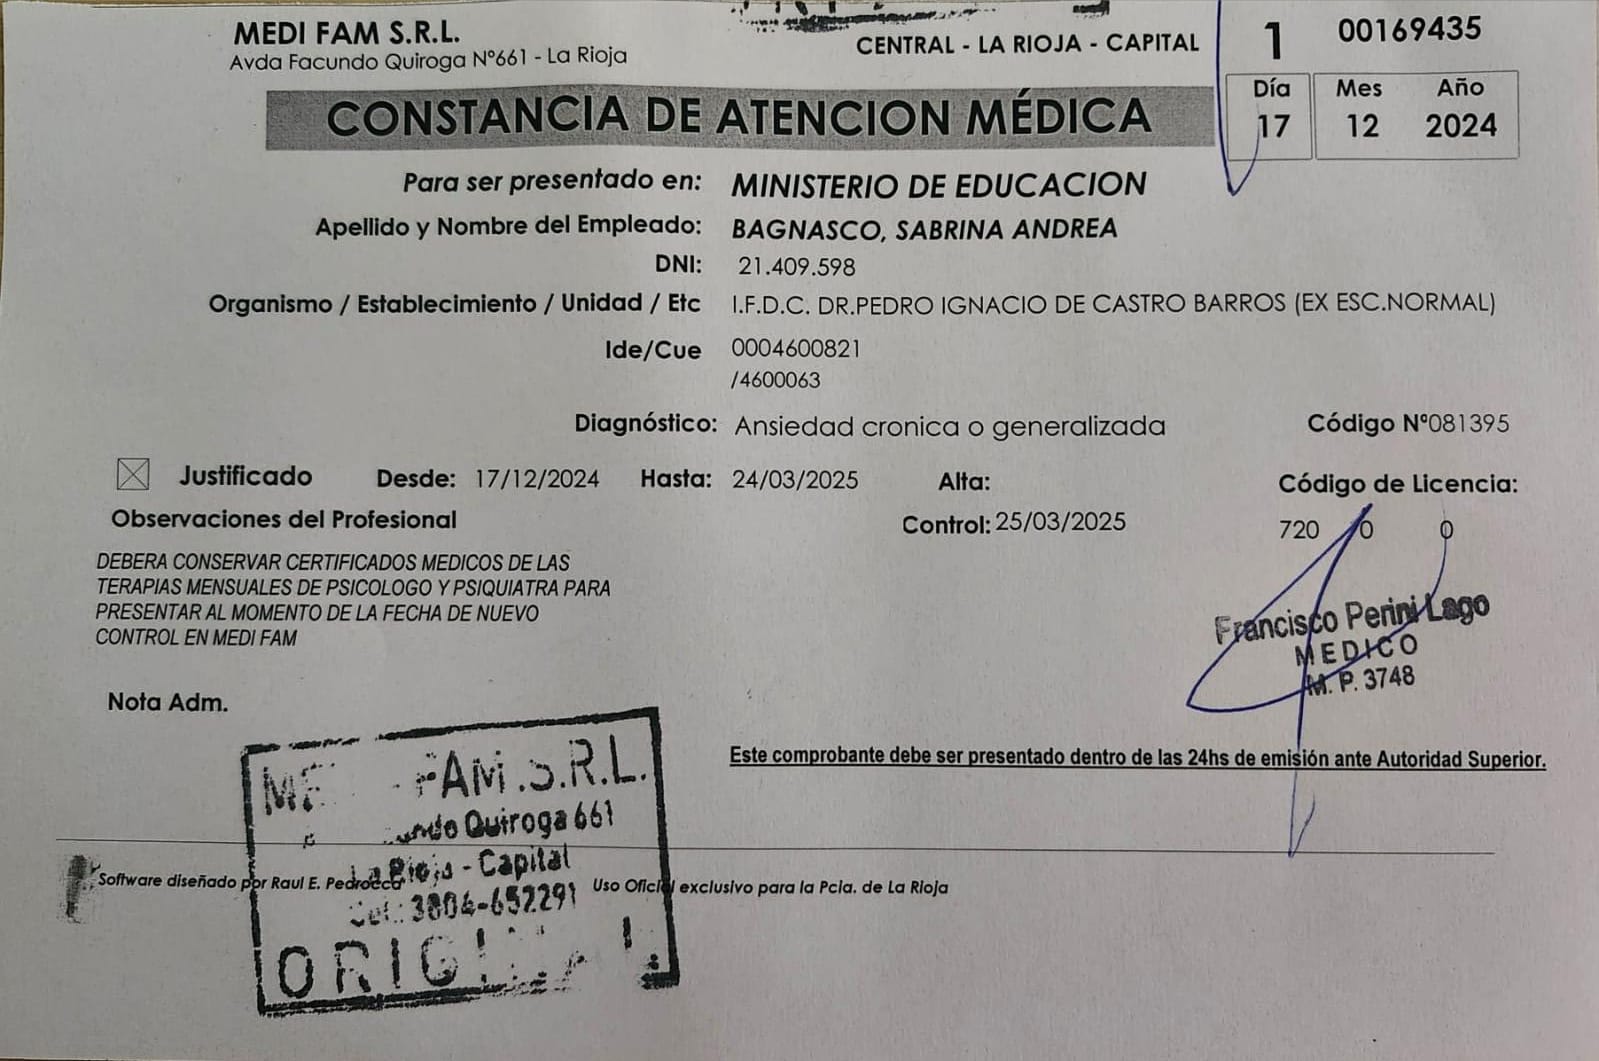 MEDI FAM S.R.L.
Avda Facundo Quiroga Nº661 - La Rioja
CENTRAL - LA RIOJA - CAPITAL
1 00169435
Día Mes Año
17 12 2024
CONSTANCIA DE ATENCION MÉDICA
Para ser presentado en: MINISTERIO DE EDUCACION
Apellido y Nombre del Empleado: BAGNASCO, SABRINA ANDREA
DNI: 21.409.598
Organismo / Establecimiento / Unidad / Etc I.F.D.C. DR.PEDRO IGNACIO DE CASTRO BARROS (EX ESC.NORMAL)
Ide/Cue 0004600821
/4600063
Diagnóstico: Ansiedad cronica o generalizada Código Nº081395
Justificado Desde: 17/12/2024 Hasta: 24/03/2025 Alta: Código de Licencia:
Observaciones del Profesional Control: 25/03/2025 720 0 0
DEBERA CONSERVAR CERTIFICADOS MEDICOS DE LAS
TERAPIAS MENSUALES DE PSICOLOGO Y PSIQUIATRA PARA
PRESENTAR AL MOMENTO DE LA FECHA DE NUEVO
CONTROL EN MEDI FAM
Francisco Perini Lago
MEDICO
M. P. 3748
Nota Adm.
Este comprobante debe ser presentado dentro de las 24hs de emisión ante Autoridad Superior.
FAM.S.R.L.
Quiroga 661
La Rioja - Capital
Software diseñado por Raul E. Pedrocca Uso Oficial exclusivo para la Pcia. de La Rioja
Cel.: 3804-652291
ORIGINAL